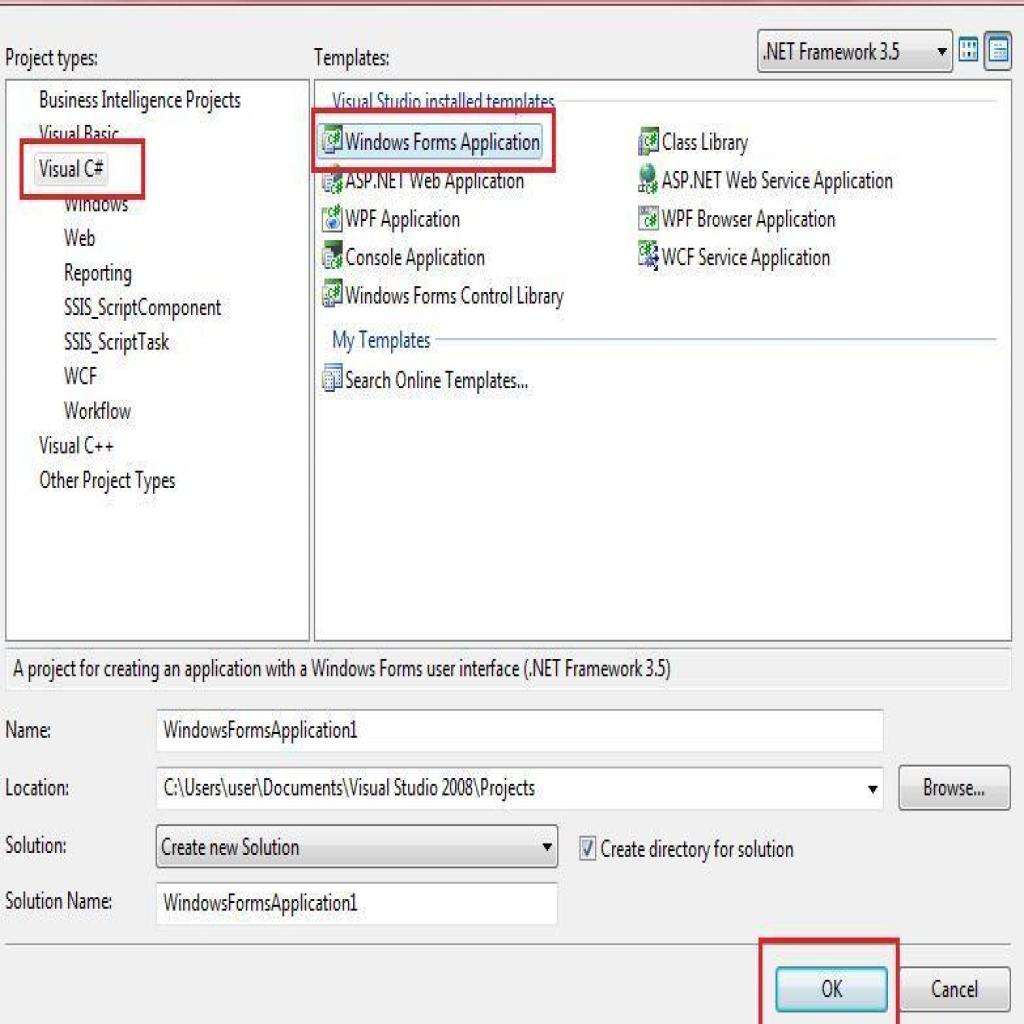 Project types:
Templates:
.NET Framework 3.5
Business Intelligence Projects
Visual Basic
Visual C#
Windows
Web
Reporting
SSIS_ScriptComponent
SSIS_ScriptTask
WCF
Workflow
Visual C++
Other Project Types
Visual Studio installed templates
Windows Forms Application
Class Library
ASP.NET Web Application
ASP.NET Web Service Application
WPF Application
WPF Browser Application
Console Application
WCF Service Application
Windows Forms Control Library
My Templates
Search Online Templates...
A project for creating an application with a Windows Forms user interface (.NET Framework 3.5)
Name:
WindowsFormsApplication1
Location:
C:\Users\user\Documents\Visual Studio 2008\Projects
Browse...
Solution:
Create new Solution
Create directory for solution
Solution Name:
WindowsFormsApplication1
OK
Cancel